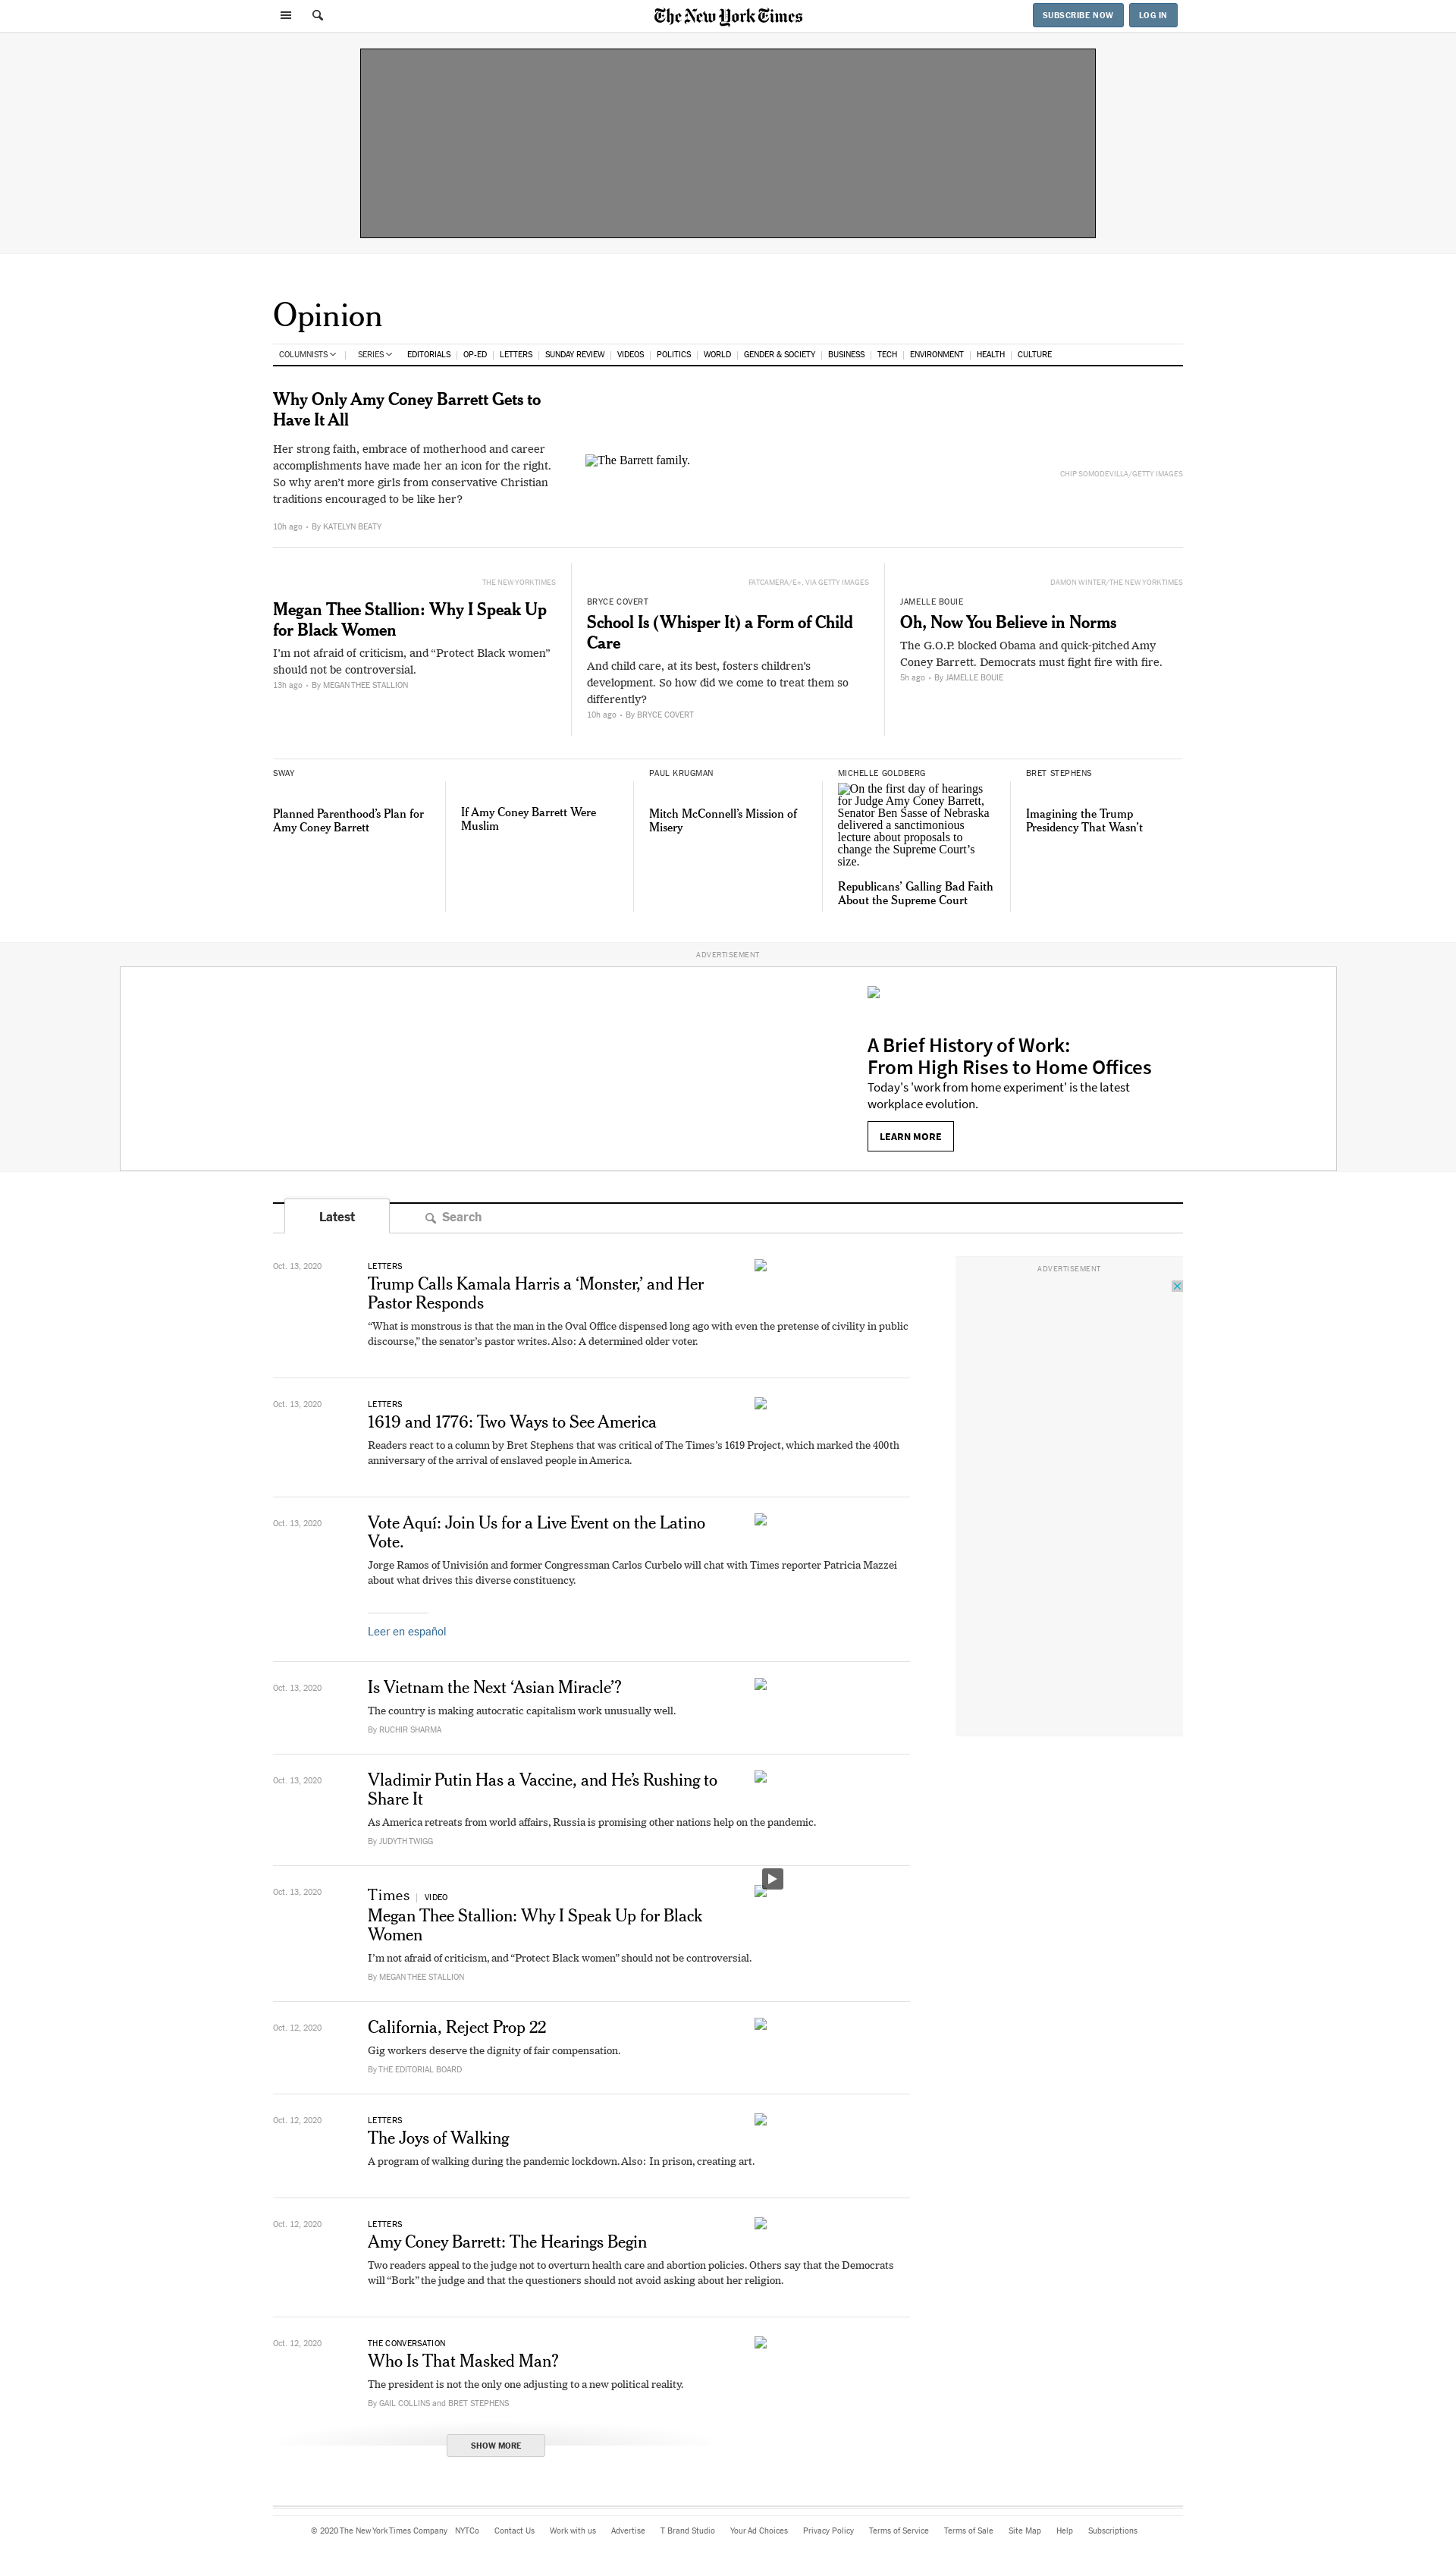 The New York Times
SUBSCRIBE NOW
LOG IN
Opinion
COLUMNISTS
SERIES
EDITORIALS
OP-ED
LETTERS
SUNDAY REVIEW
VIDEOS
POLITICS
WORLD
GENDER & SOCIETY
BUSINESS
TECH
ENVIRONMENT
HEALTH
CULTURE
Why Only Amy Coney Barrett Gets to
Have It All
Her strong faith, embrace of motherhood and career
accomplishments have made her an icon for the right.
So why aren't more girls from conservative Christian
traditions encouraged to be like her?
10h ago • By KATELYN BEATY
The Barrett family.
CHIP SOMODEVILLA/GETTY IMAGES
THE NEW YORK TIMES
Megan Thee Stallion: Why I Speak Up
for Black Women
I'm not afraid of criticism, and “Protect Black women”
should not be controversial.
13h ago • By MEGAN THEE STALLION
FATCAMERA/E+, VIA GETTY IMAGES
BRYCE COVERT
School Is (Whisper It) a Form of Child
Care
And child care, at its best, fosters children's
development. So how did we come to treat them so
differently?
10h ago • By BRYCE COVERT
DAMON WINTER/THE NEW YORK TIMES
JAMELLE BOUIE
Oh, Now You Believe in Norms
The G.O.P. blocked Obama and quick-pitched Amy
Coney Barrett. Democrats must fight fire with fire.
5h ago • By JAMELLE BOUIE
SWAY
Planned Parenthood’s Plan for
Amy Coney Barrett
If Amy Coney Barrett Were
Muslim
PAUL KRUGMAN
Mitch McConnell’s Mission of
Misery
MICHELLE GOLDBERG
On the first day of hearings
for Judge Amy Coney Barrett,
Senator Ben Sasse of Nebraska
delivered a sanctimonious
lecture about proposals to
change the Supreme Court’s
size.
Republicans’ Galling Bad Faith
About the Supreme Court
BRET STEPHENS
Imagining the Trump
Presidency That Wasn’t
ADVERTISEMENT
A Brief History of Work:
From High Rises to Home Offices
Today's 'work from home experiment' is the latest
workplace evolution.
LEARN MORE
Latest
Search
Oct. 13, 2020
LETTERS
Trump Calls Kamala Harris a ‘Monster,’ and Her
Pastor Responds
“What is monstrous is that the man in the Oval Office dispensed long ago with even the pretense of civility in public
discourse,” the senator’s pastor writes. Also: A determined older voter.
ADVERTISEMENT
Oct. 13, 2020
LETTERS
1619 and 1776: Two Ways to See America
Readers react to a column by Bret Stephens that was critical of The Times’s 1619 Project, which marked the 400th
anniversary of the arrival of enslaved people in America.
Oct. 13, 2020
Vote Aquí: Join Us for a Live Event on the Latino
Vote.
Jorge Ramos of Univisión and former Congressman Carlos Curbelo will chat with Times reporter Patricia Mazzei
about what drives this diverse constituency.
Leer en español
Oct. 13, 2020
Is Vietnam the Next ‘Asian Miracle’?
The country is making autocratic capitalism work unusually well.
By RUCHIR SHARMA
Oct. 13, 2020
Vladimir Putin Has a Vaccine, and He’s Rushing to
Share It
As America retreats from world affairs, Russia is promising other nations help on the pandemic.
By JUDYTH TWIGG
Oct. 13, 2020
Times | VIDEO
Megan Thee Stallion: Why I Speak Up for Black
Women
I’m not afraid of criticism, and “Protect Black women” should not be controversial.
By MEGAN THEE STALLION
Oct. 12, 2020
California, Reject Prop 22
Gig workers deserve the dignity of fair compensation.
By THE EDITORIAL BOARD
Oct. 12, 2020
LETTERS
The Joys of Walking
A program of walking during the pandemic lockdown. Also: In prison, creating art.
Oct. 12, 2020
LETTERS
Amy Coney Barrett: The Hearings Begin
Two readers appeal to the judge not to overturn health care and abortion policies. Others say that the Democrats
will “Bork” the judge and that the questioners should not avoid asking about her religion.
Oct. 12, 2020
THE CONVERSATION
Who Is That Masked Man?
The president is not the only one adjusting to a new political reality.
By GAIL COLLINS and BRET STEPHENS
SHOW MORE
© 2020 The New York Times Company
NYTCo
Contact Us
Work with us
Advertise
T Brand Studio
Your Ad Choices
Privacy Policy
Terms of Service
Terms of Sale
Site Map
Help
Subscriptions